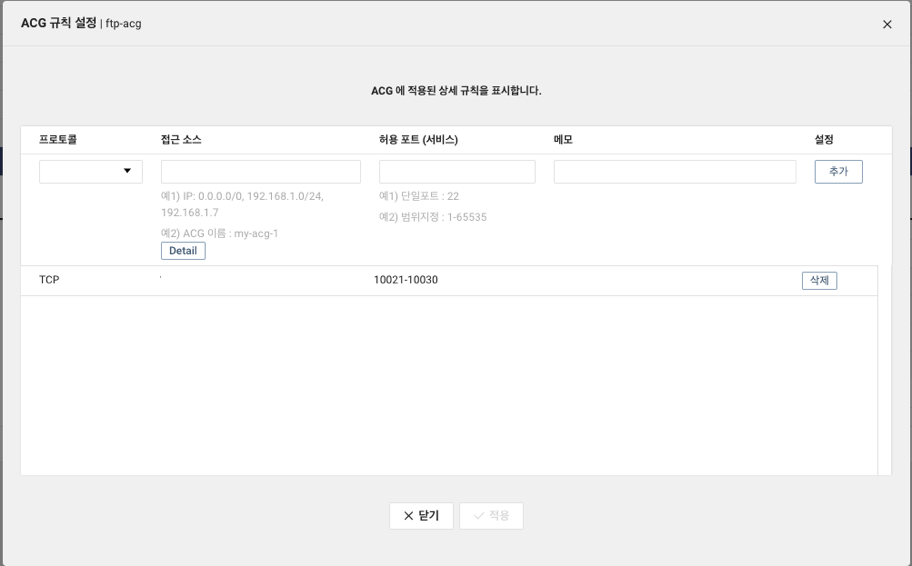 ACG 규칙 설정 | ftp-acg
ACG 에 적용된 상세 규칙을 표시합니다.
프로토콜 접근 소스 허용 포트 (서비스) 메모 설정
추가
예1) IP: 0.0.0.0/0, 192.168.1.0/24,
192.168.1.7
예2) ACG 이름 : my-acg-1
Detail
예1) 단일포트 : 22
예2) 범위지정 : 1-65535
TCP 10021-10030 삭제
닫기 적용